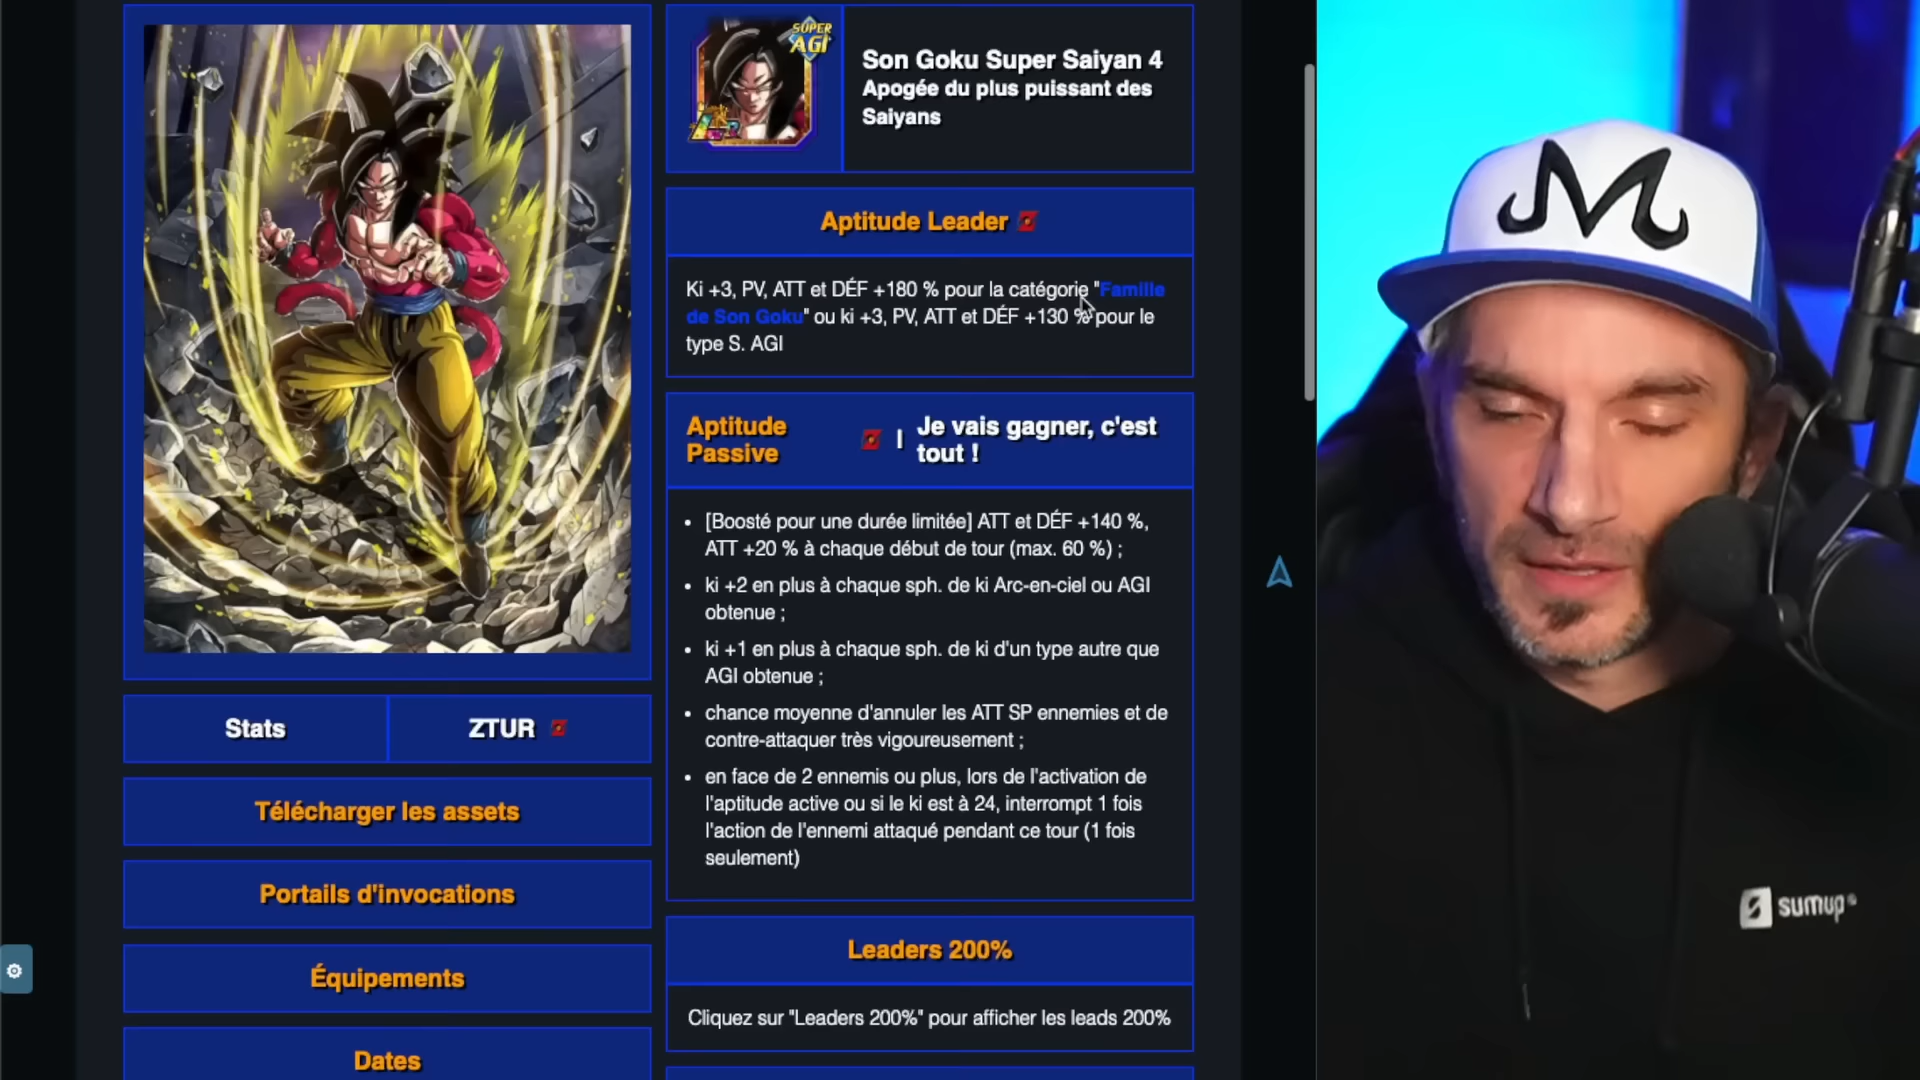 SUPER
AGI
LR
Son Goku Super Saiyan 4
Apogée du plus puissant des
Saiyans
Aptitude Leader
Ki +3, PV, ATT et DÉF +180 % pour la catégorie "Famille
de Son Goku" ou ki +3, PV, ATT et DÉF +130 % pour le
type S. AGI
Aptitude
Passive
| Je vais gagner, c'est
tout !
• [Boosté pour une durée limitée] ATT et DÉF +140 %,
ATT +20 % à chaque début de tour (max. 60 %) ;
• ki +2 en plus à chaque sph. de ki Arc-en-ciel ou AGI
obtenue ;
• ki +1 en plus à chaque sph. de ki d'un type autre que
AGI obtenue ;
• chance moyenne d'annuler les ATT SP ennemies et de
contre-attaquer très vigoureusement ;
• en face de 2 ennemis ou plus, lors de l'activation de
l'aptitude active ou si le ki est à 24, interrompt 1 fois
l'action de l'ennemi attaqué pendant ce tour (1 fois
seulement)
Leaders 200%
Cliquez sur "Leaders 200%" pour afficher les leads 200%
Stats
ZTUR
Télécharger les assets
Portails d'invocations
Équipements
Dates
M
sumup